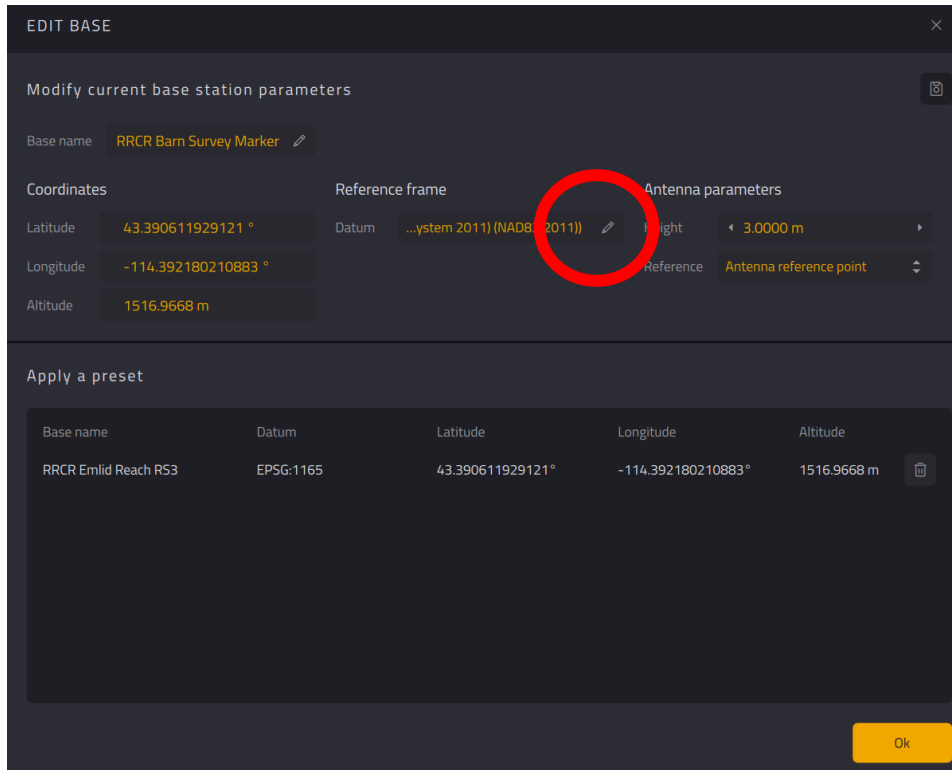 EDIT BASE
Modify current base station parameters
Base name RRCR Barn Survey Marker
Coordinates Reference frame Antenna parameters
Latitude 43.390611929121 ° Datum ...ystem 2011) (NAD83(2011)) Height 3.0000 m
Longitude -114.392180210883 ° Reference Antenna reference point
Altitude 1516.9668 m
Apply a preset
Base name Datum Latitude Longitude Altitude
RRCR Emlid Reach RS3 EPSG:1165 43.390611929121° -114.392180210883° 1516.9668 m
Ok